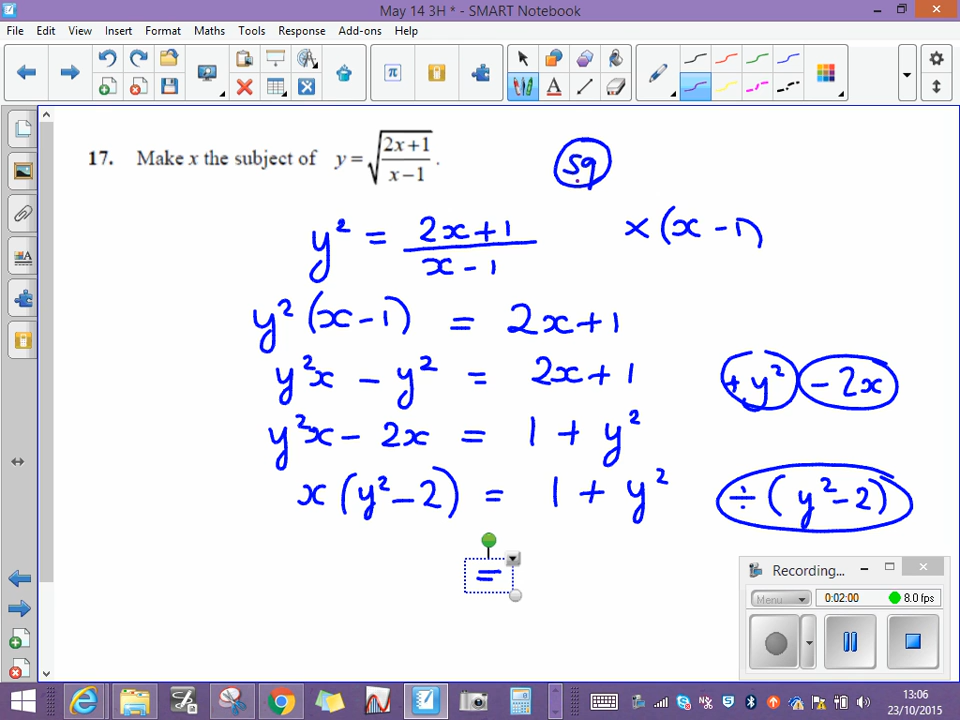 May 14 3H * - SMART Notebook
File Edit View Insert Format Maths Tools Response Add-ons Help
17. Make x the subject of y = √((2x+1)/(x−1)) .
sq
y² = (2x+1)/(x-1) × (x-1)
y² (x-1) = 2x+1
y²x - y² = 2x+1 +y² -2x
y²x - 2x = 1 + y²
x (y²-2) = 1 + y² ÷ (y²-2)
=
Recording...
Menu 0:02:00 8.0 fps
13:06
23/10/2015